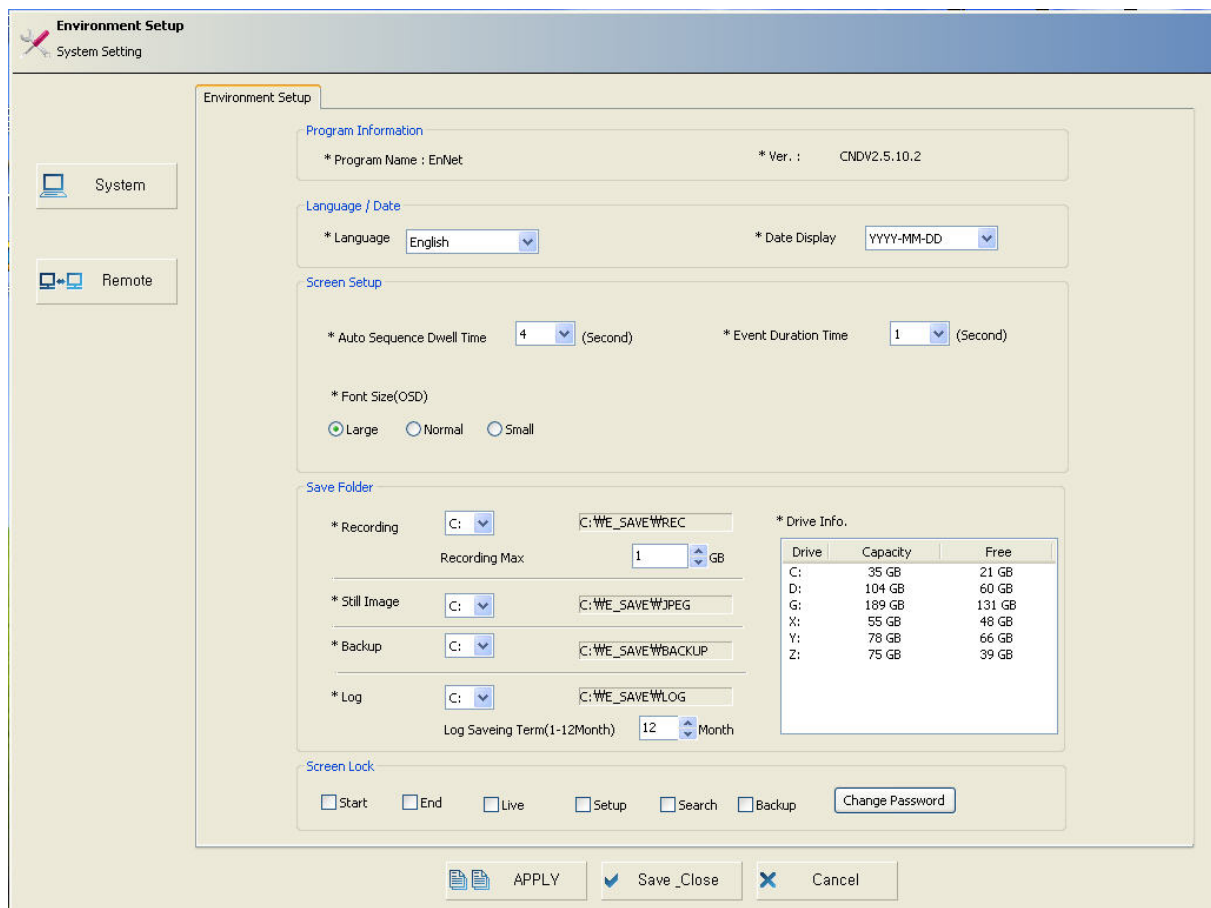 Environment Setup
System Setting
System
Remote
Environment Setup
Program Information
* Program Name : EnNet
* Ver. : CNDV2.5.10.2
Language / Date
* Language English
* Date Display YYYY-MM-DD
Screen Setup
* Auto Sequence Dwell Time 4 (Second)
* Event Duration Time 1 (Second)
* Font Size(OSD)
Large Normal Small
Save Folder
* Recording C: C:₩E_SAVE₩REC
Recording Max 1 GB
* Still Image C: C:₩E_SAVE₩JPEG
* Backup C: C:₩E_SAVE₩BACKUP
* Log C: C:₩E_SAVE₩LOG
Log Saveing Term(1-12Month) 12 Month
* Drive Info.
Drive Capacity Free
C: 35 GB 21 GB
D: 104 GB 60 GB
G: 189 GB 131 GB
X: 55 GB 48 GB
Y: 78 GB 66 GB
Z: 75 GB 39 GB
Screen Lock
Start End Live Setup Search Backup Change Password
APPLY Save _Close Cancel